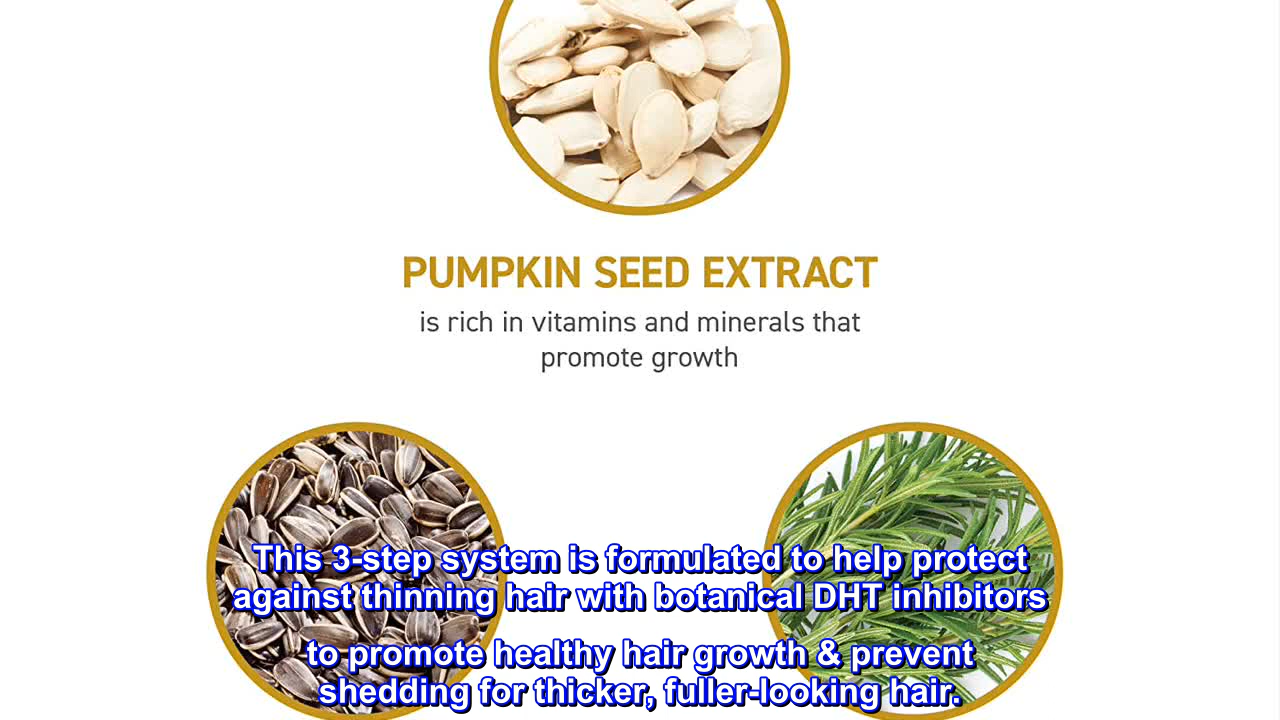 PUMPKIN SEED EXTRACT
is rich in vitamins and minerals that
promote growth
This 3-step system is formulated to help protect
against thinning hair with botanical DHT inhibitors
to promote healthy hair growth & prevent
shedding for thicker, fuller-looking hair.